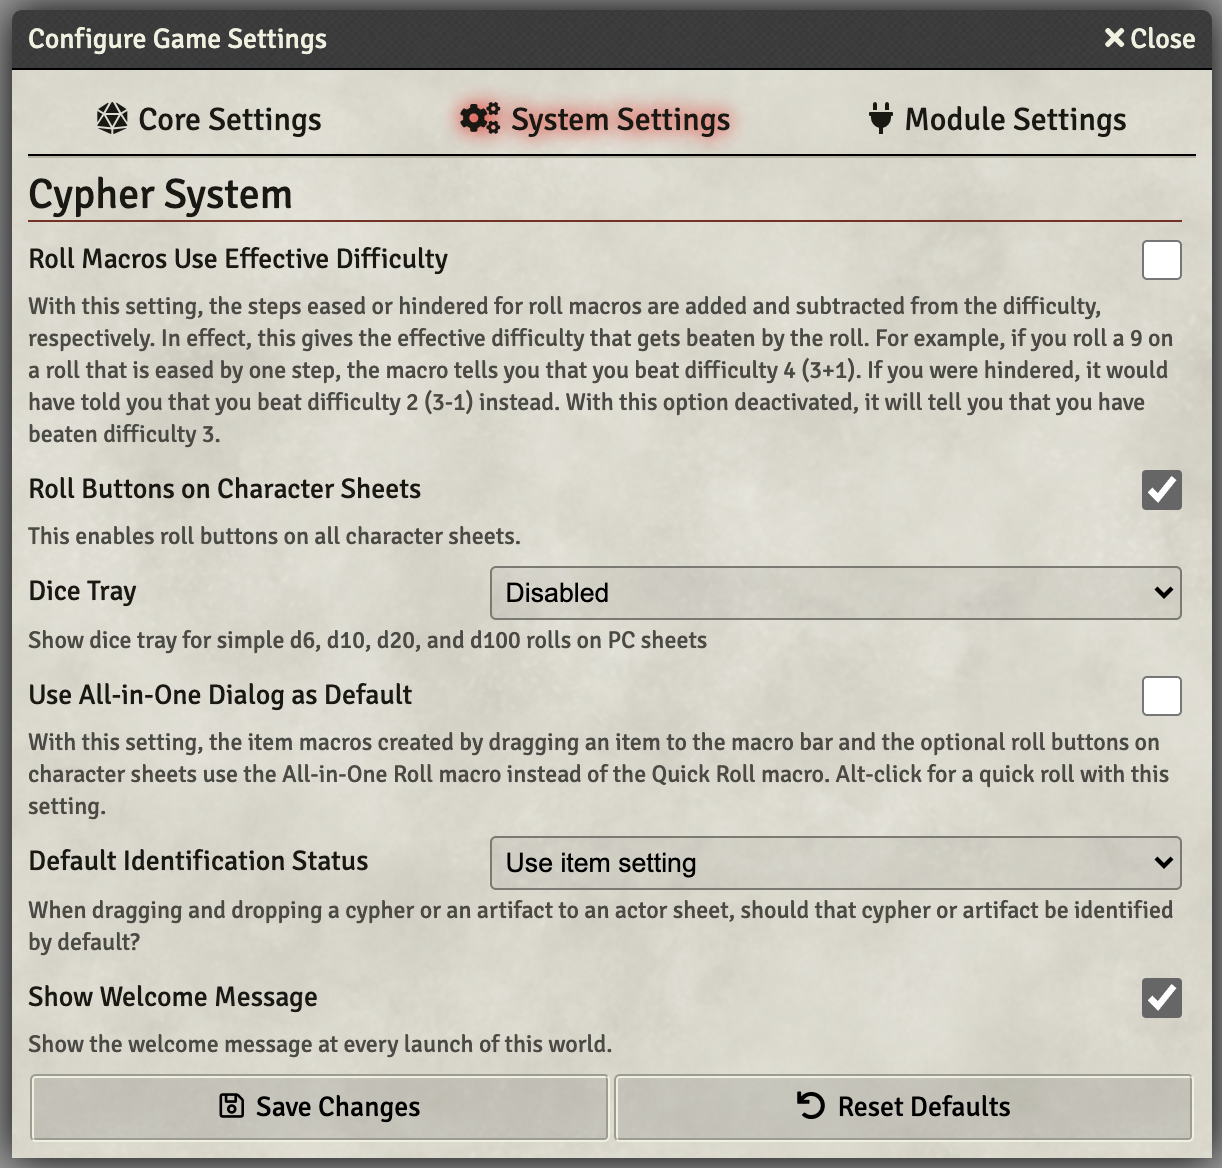 Configure Game Settings
Close
Core Settings
System Settings
Module Settings
Cypher System
Roll Macros Use Effective Difficulty
With this setting, the steps eased or hindered for roll macros are added and subtracted from the difficulty,
respectively. In effect, this gives the effective difficulty that gets beaten by the roll. For example, if you roll a 9 on
a roll that is eased by one step, the macro tells you that you beat difficulty 4 (3+1). If you were hindered, it would
have told you that you beat difficulty 2 (3-1) instead. With this option deactivated, it will tell you that you have
beaten difficulty 3.
Roll Buttons on Character Sheets
This enables roll buttons on all character sheets.
Dice Tray
Disabled
Show dice tray for simple d6, d10, d20, and d100 rolls on PC sheets
Use All-in-One Dialog as Default
With this setting, the item macros created by dragging an item to the macro bar and the optional roll buttons on
character sheets use the All-in-One Roll macro instead of the Quick Roll macro. Alt-click for a quick roll with this
setting.
Default Identification Status
Use item setting
When dragging and dropping a cypher or an artifact to an actor sheet, should that cypher or artifact be identified
by default?
Show Welcome Message
Show the welcome message at every launch of this world.
Save Changes
Reset Defaults